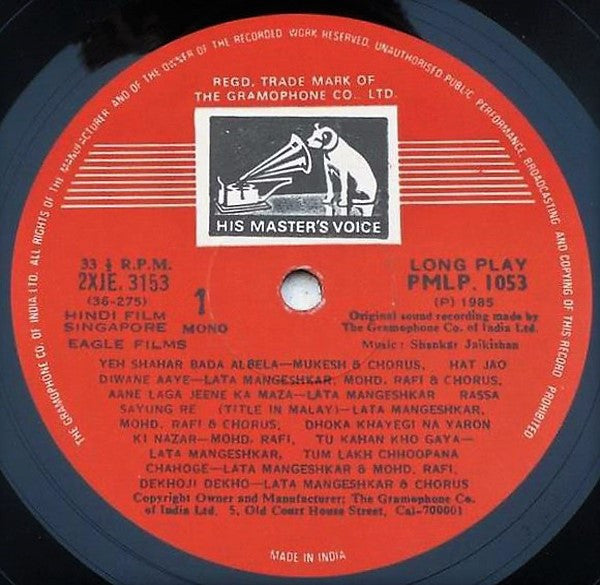 THE GRAMOPHONE CO. OF INDIA LTD. ALL RIGHTS OF THE MANUFACTURER AND OF THE OWNER OF THE RECORDED WORK RESERVED. UNAUTHORISED PUBLIC PERFORMANCE, BROADCASTING AND COPYING OF THIS RECORD PROHIBITED
REGD. TRADE MARK OF
THE GRAMOPHONE CO., LTD.
HIS MASTER'S VOICE
33 ⅓ R.P.M.
2XJE. 3153
(36-275)
HINDI FILM
SINGAPORE
EAGLE FILMS
1
MONO
LONG PLAY
PMLP. 1053
(P) 1985
Original sound recording made by
The Gramophone Co. of India Ltd.
Music : Shankar Jaikishan
YEH SHAHAR BADA ALBELA—MUKESH & CHORUS, HAT JAO
DIWANE AAYE—LATA MANGESHKAR, MOHD. RAFI & CHORUS,
AANE LAGA JEENE KA MAZA—LATA MANGESHKAR RASSA
SAYUNG RE (TITLE IN MALAY)—LATA MANGESHKAR,
MOHD. RAFI & CHORUS, DHOKA KHAYEGI NA YARON
KI NAZAR—MOHD. RAFI, TU KAHAN KHO GAYA—
LATA MANGESHKAR, TUM LAKH CHHOOPANA
CHAHOGE—LATA MANGESHKAR & MOHD. RAFI,
DEKHOJI DEKHO—LATA MANGESHKAR & CHORUS
Copyright Owner and Manufacturer: The Gramophone Co.
of India Ltd. 5, Old Court House Street, Cal-700001
MADE IN INDIA